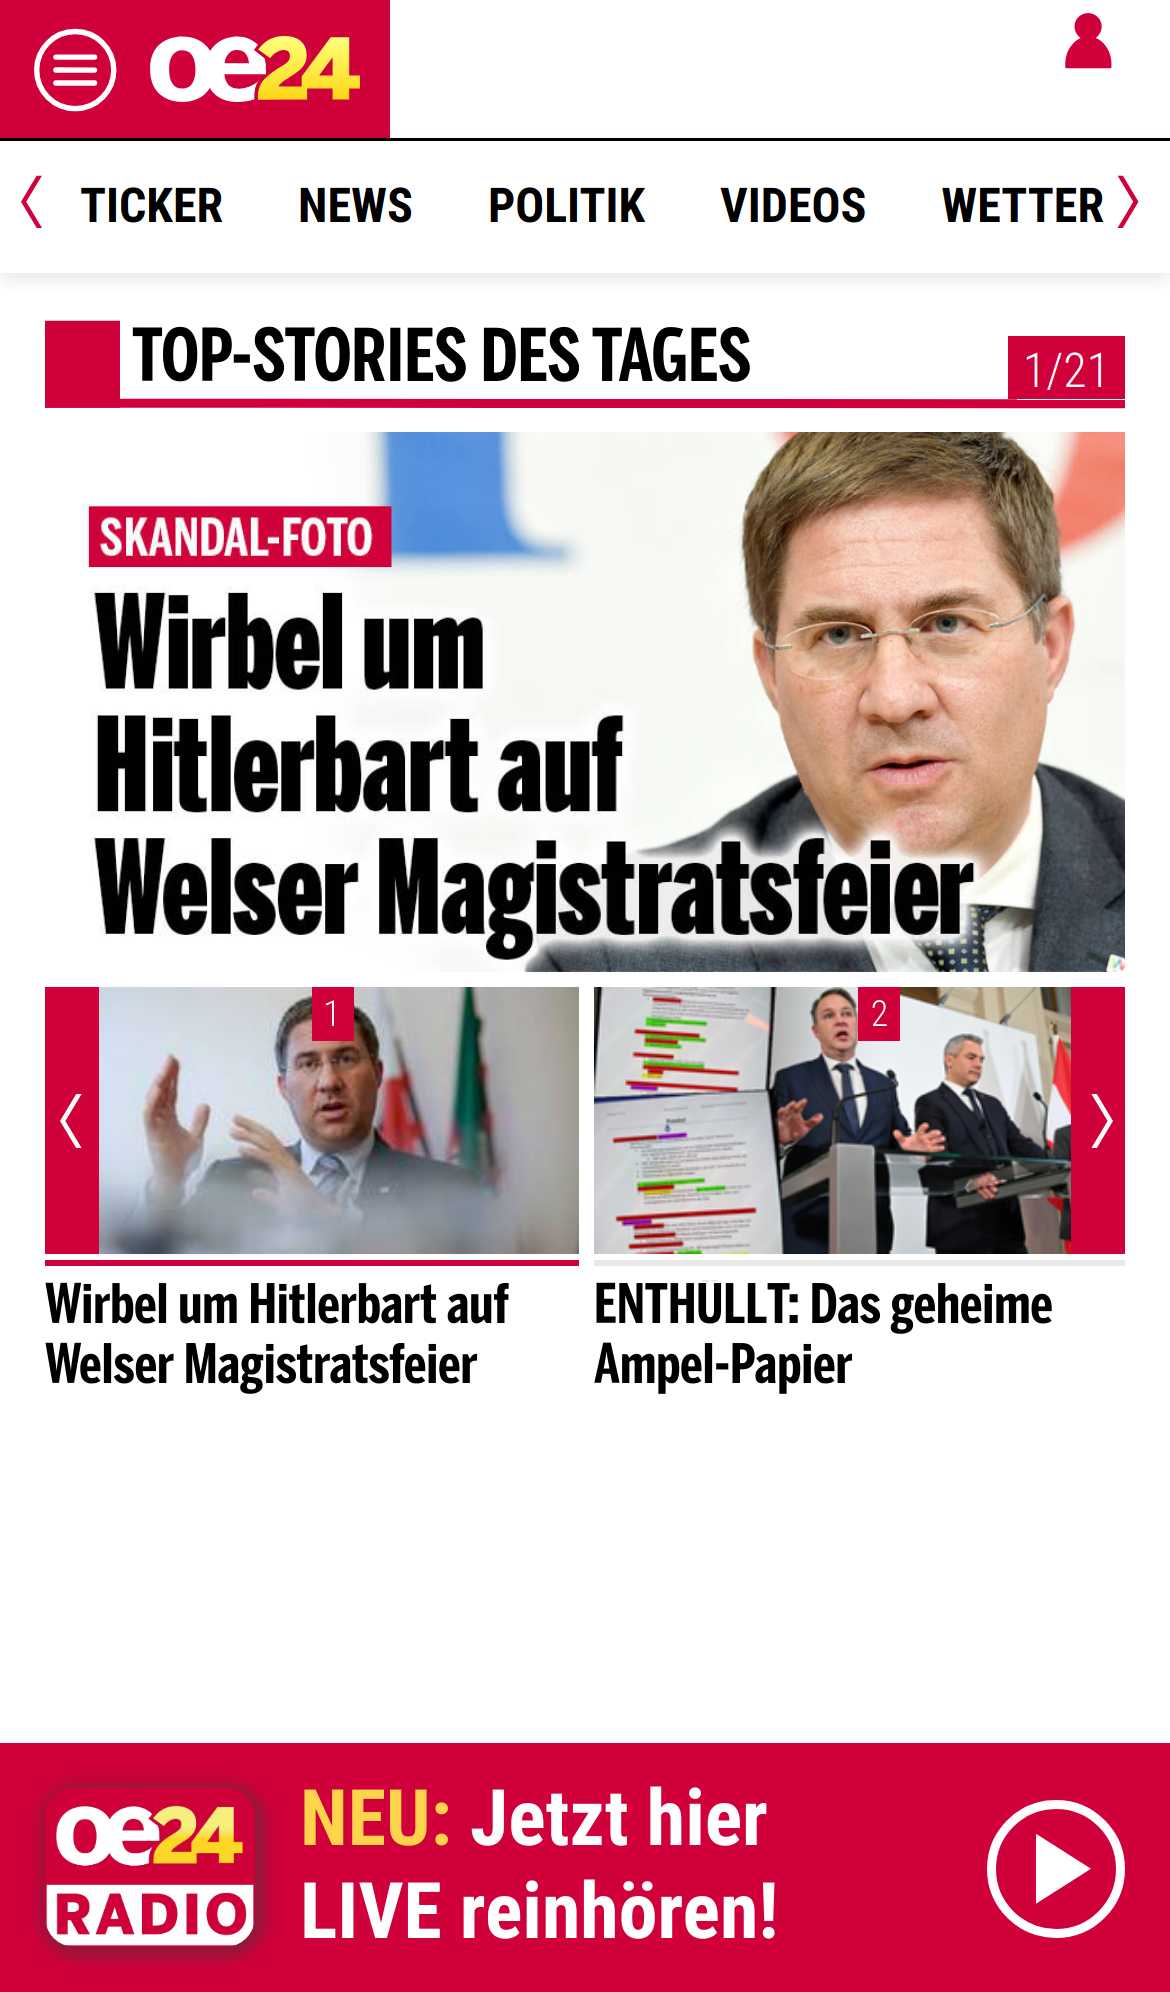 oe24
TICKER NEWS POLITIK VIDEOS WETTER
TOP-STORIES DES TAGES
1/21
SKANDAL-FOTO
Wirbel um
Hitlerbart auf
Welser Magistratsfeier
1
2
Wirbel um Hitlerbart auf
Welser Magistratsfeier
ENTHÜLLT: Das geheime
Ampel-Papier
oe24
RADIO
NEU: Jetzt hier
LIVE reinhören!